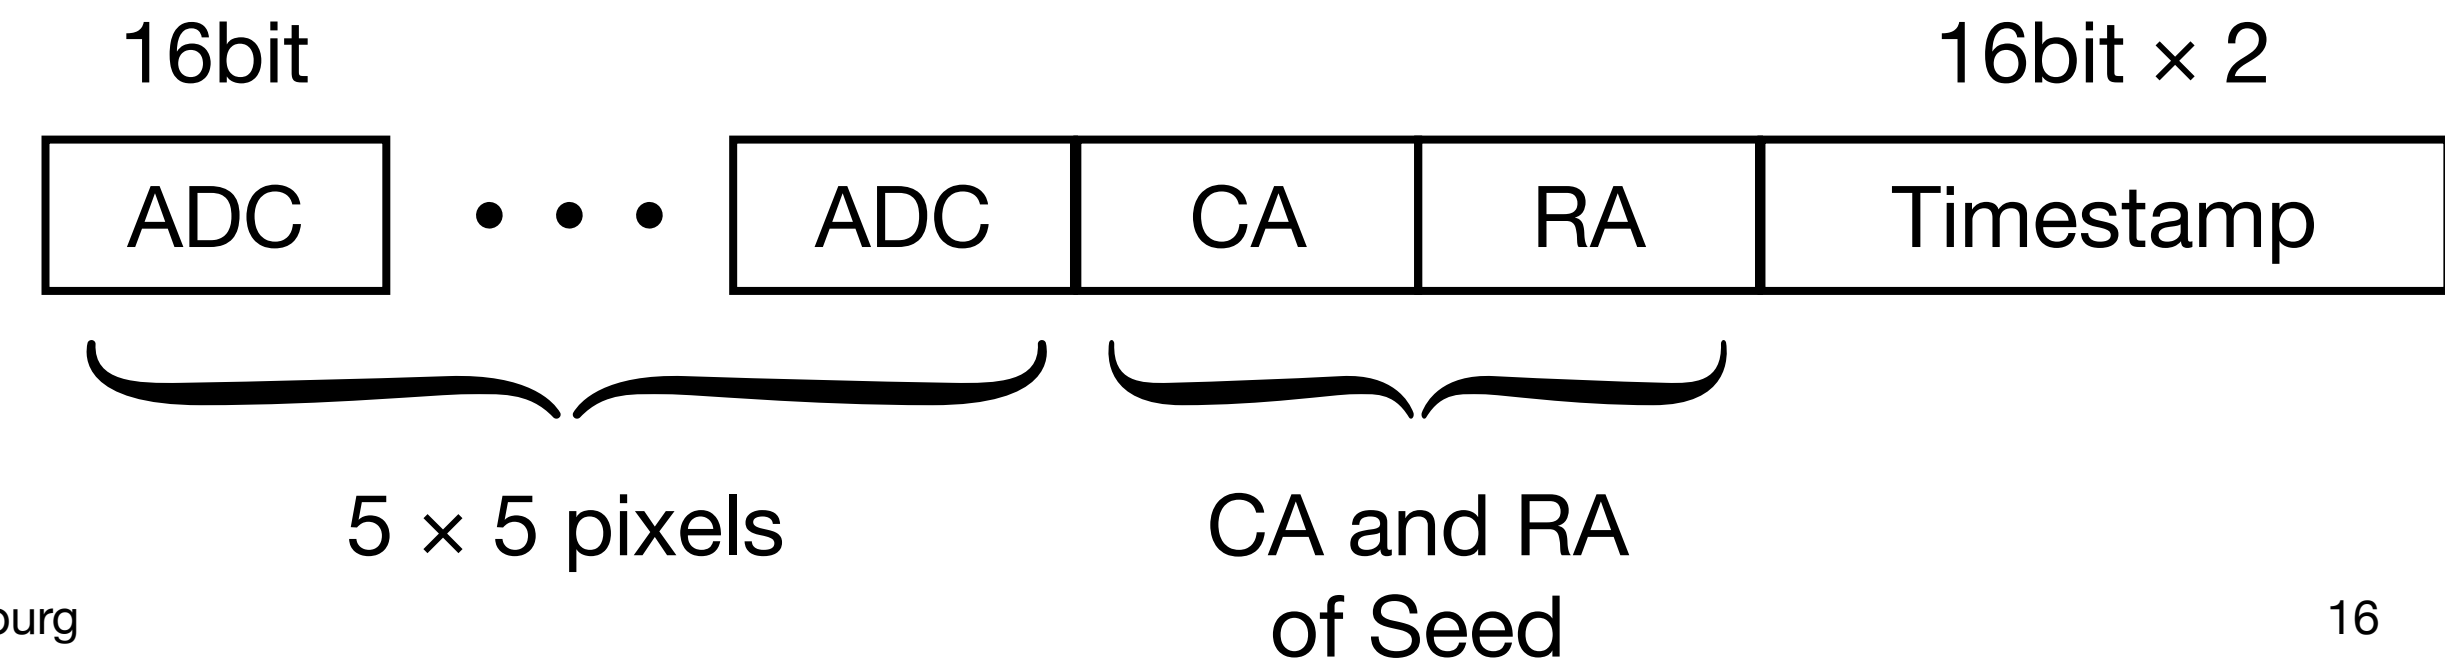 16bit
16bit × 2
ADC • • • ADC CA RA Timestamp
5 × 5 pixels
CA and RA
of Seed
16